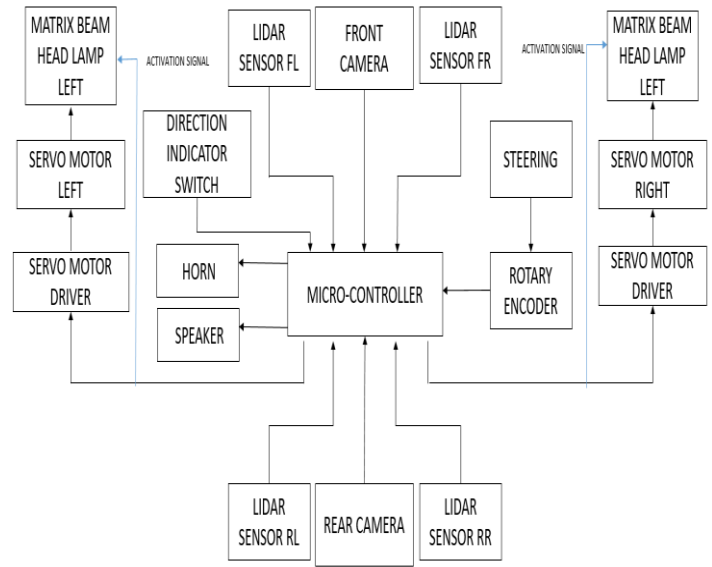 MATRIX BEAM
HEAD LAMP
LEFT
ACTIVATION SIGNAL
LIDAR
SENSOR FL
FRONT
CAMERA
LIDAR
SENSOR FR
ACTIVATION SIGNAL
MATRIX BEAM
HEAD LAMP
LEFT
DIRECTION
INDICATOR
SWITCH
STEERING
SERVO MOTOR
LEFT
SERVO MOTOR
RIGHT
SERVO MOTOR
DRIVER
HORN
SPEAKER
MICRO-CONTROLLER
ROTARY
ENCODER
SERVO MOTOR
DRIVER
LIDAR
SENSOR RL
REAR CAMERA
LIDAR
SENSOR RR